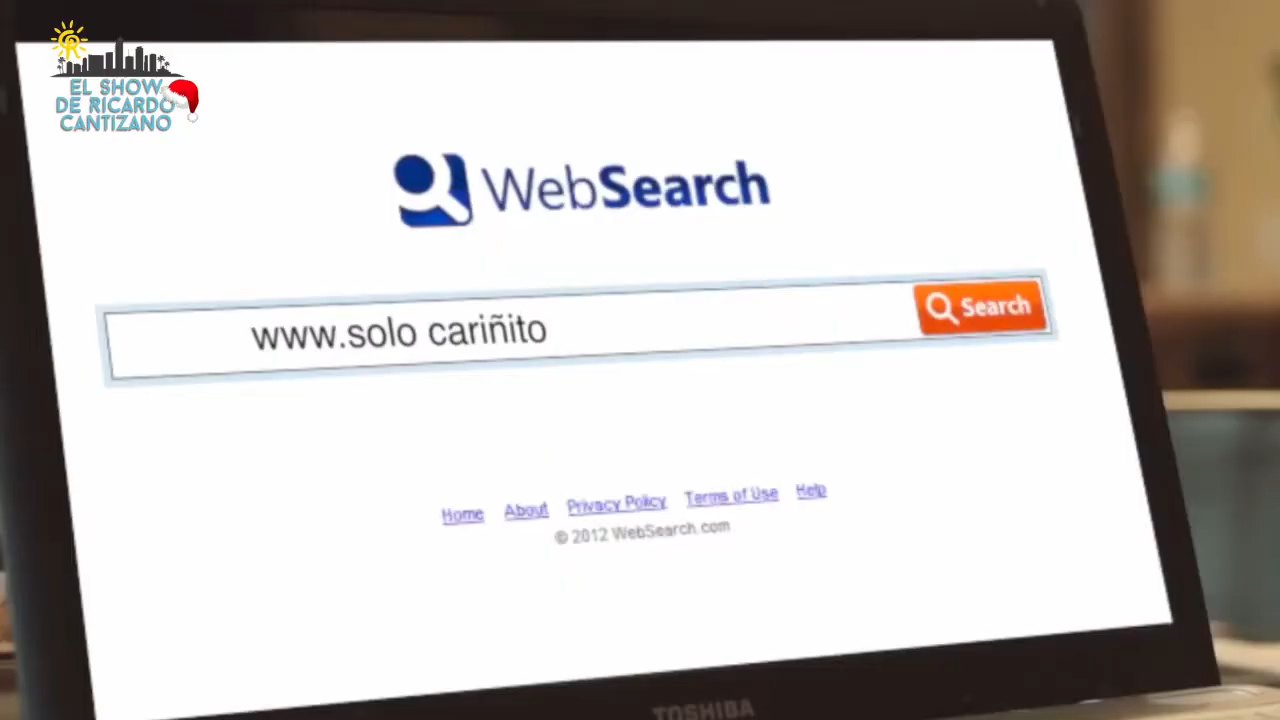 EL SHOW
DE RICARDO
CANTIZANO
WebSearch
www.solo cariñito
Search
Home About Privacy Policy Terms of Use Help
© 2012 WebSearch.com
TOSHIBA